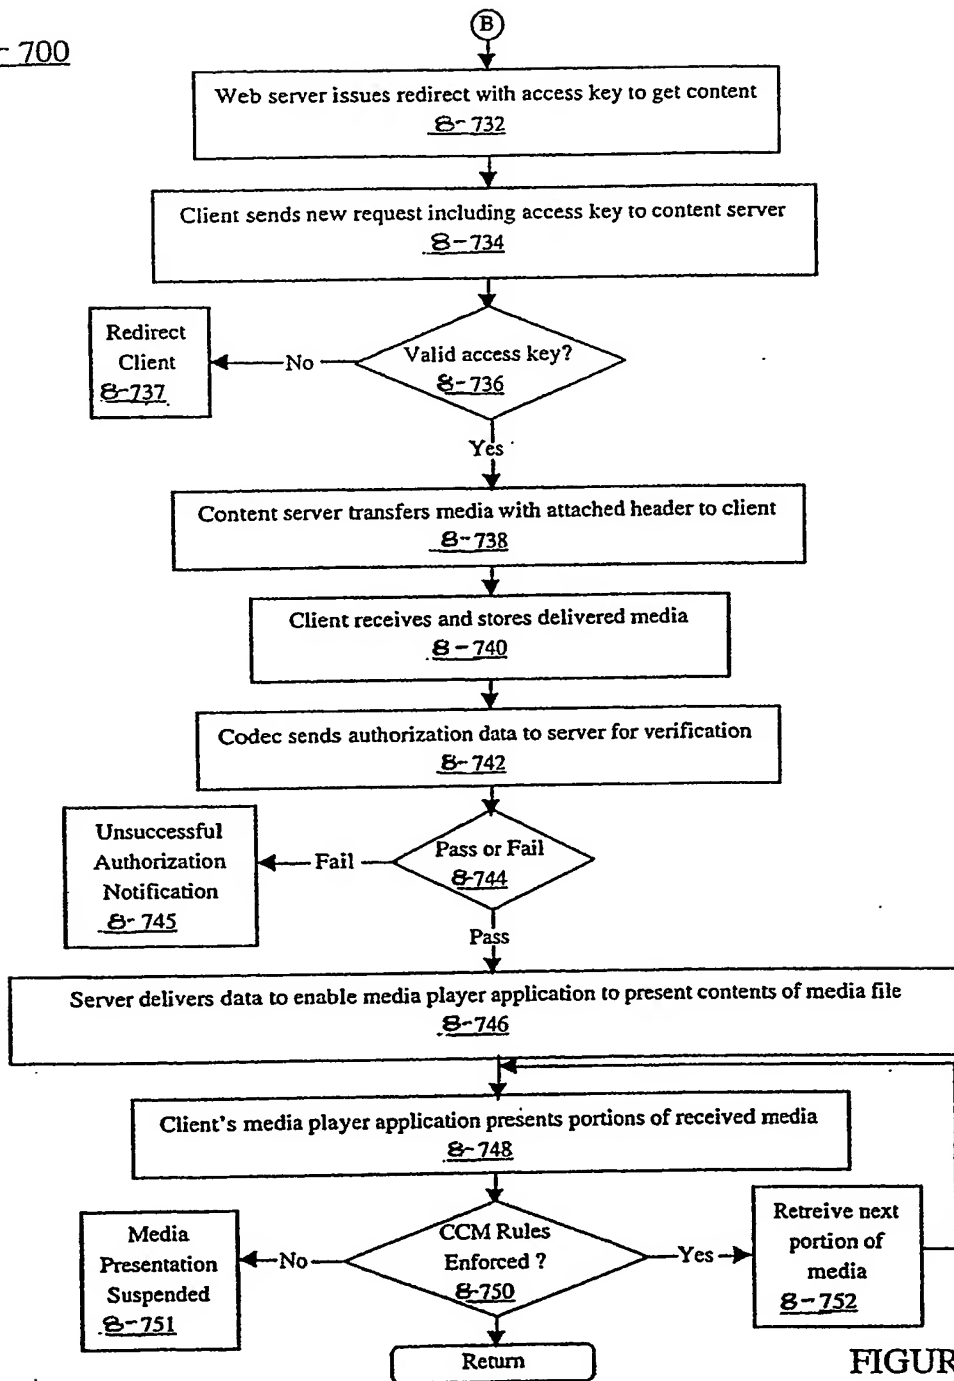 B
700
Web server issues redirect with access key to get content
8-732
Client sends new request including access key to content server
8-734
Redirect
Client
8-737
No
Valid access key?
8-736
Yes
Content server transfers media with attached header to client
8-738
Client receives and stores delivered media
8-740
Codec sends authorization data to server for verification
8-742
Unsuccessful
Authorization
Notification
8-745
Fail
Pass or Fail
8-744
Pass
Server delivers data to enable media player application to present contents of media file
8-746
Client's media player application presents portions of received media
8-748
Media
Presentation
Suspended
8-751
No
CCM Rules
Enforced ?
8-750
Yes
Retreive next
portion of
media
8-752
Return
FIGUR